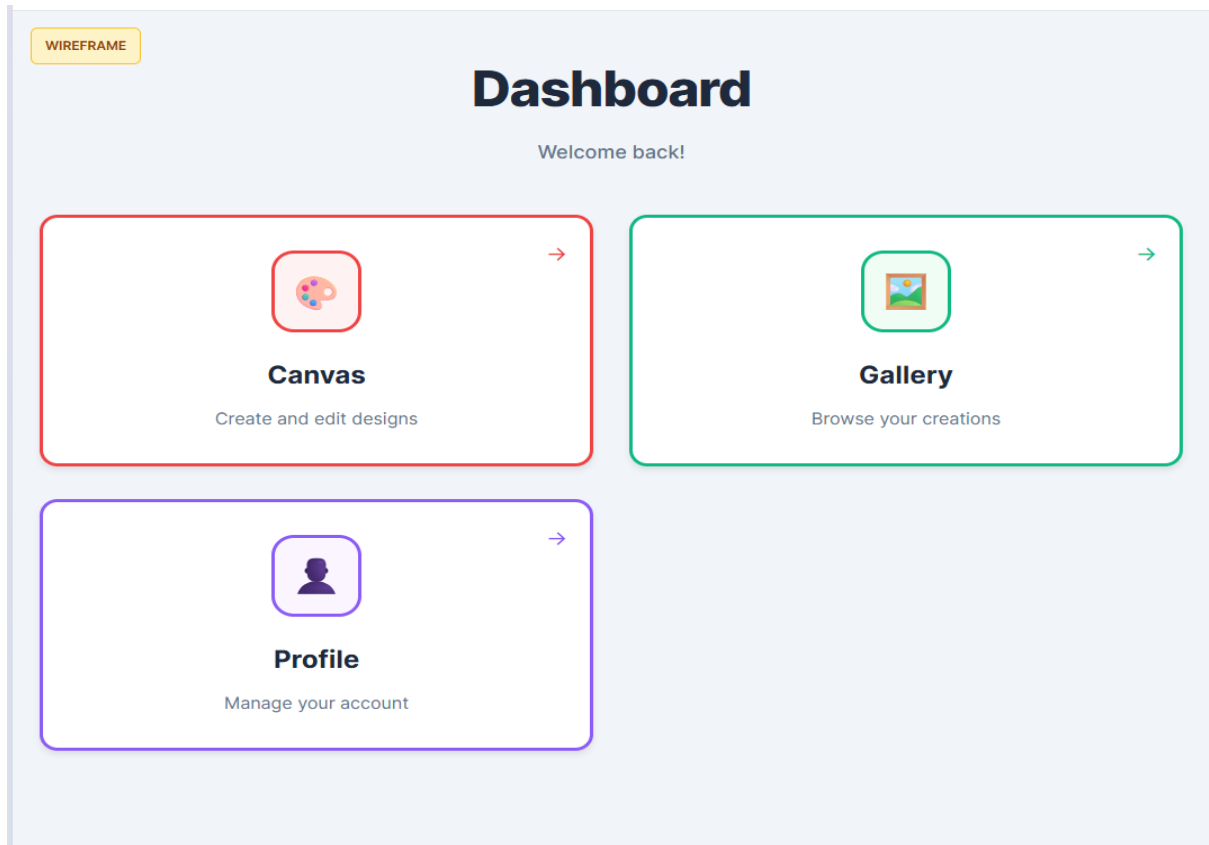 WIREFRAME
Dashboard
Welcome back!
Canvas
Create and edit designs
Gallery
Browse your creations
Profile
Manage your account